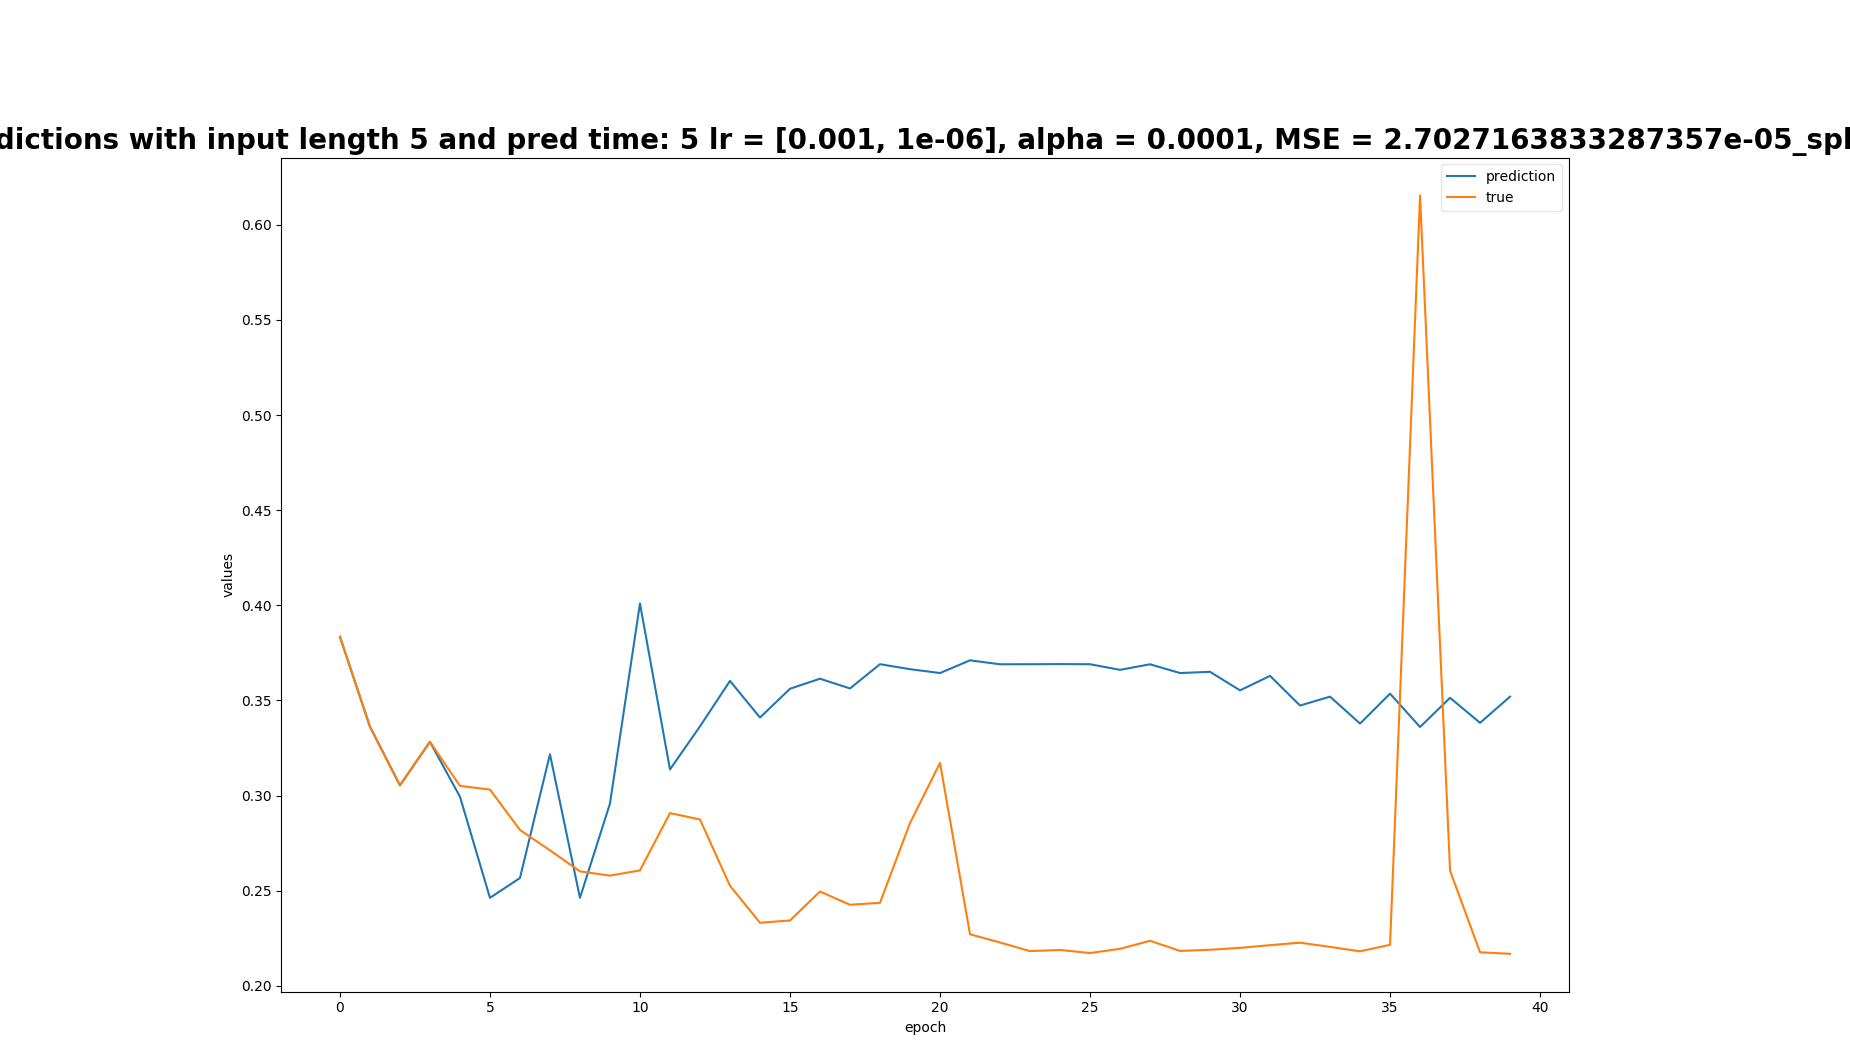 dictions with input length 5 and pred time: 5 lr = [0.001, 1e-06], alpha = 0.0001, MSE = 2.7027163833287357e-05_spl
prediction
true
0.60
0.55
0.50
0.45
0.40
0.35
0.30
0.25
0.20
values
0 5 10 15 20 25 30 35 40
epoch